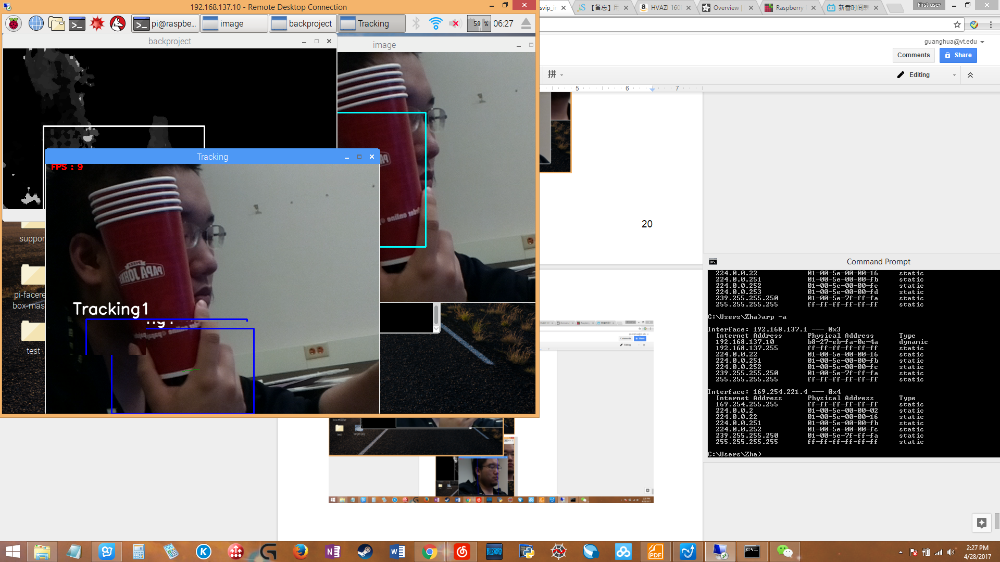 192.168.137.10 - Remote Desktop Connection
pi@raspbe...
image
backproject
Tracking
59 %
06:27
backproject
image
Tracking
FPS : 9
PAPA JOHN'S
Tracking1
suppor
pi-facere
box-mas
test
svip_i
【备忘】用
HVAZI 160
Overview |
Raspberry
新番时间表
First user
guanghua@vt.edu
Comments
Share
拼
Editing
5 6 7
20
Command Prompt
224.0.0.22 01-00-5e-00-00-16 static
224.0.0.251 01-00-5e-00-00-fb static
224.0.0.252 01-00-5e-00-00-fc static
224.0.0.253 01-00-5e-00-00-fd static
239.255.255.250 01-00-5e-7f-ff-fa static
255.255.255.255 ff-ff-ff-ff-ff-ff static
C:\Users\Zha>arp -a
Interface: 192.168.137.1 --- 0x3
Internet Address Physical Address Type
192.168.137.10 b8-27-eb-fa-0e-4a dynamic
192.168.137.255 ff-ff-ff-ff-ff-ff static
224.0.0.22 01-00-5e-00-00-16 static
224.0.0.251 01-00-5e-00-00-fb static
224.0.0.252 01-00-5e-00-00-fc static
239.255.255.250 01-00-5e-7f-ff-fa static
255.255.255.255 ff-ff-ff-ff-ff-ff static
Interface: 169.254.221.4 --- 0x4
Internet Address Physical Address Type
169.254.255.255 ff-ff-ff-ff-ff-ff static
224.0.0.2 01-00-5e-00-00-02 static
224.0.0.22 01-00-5e-00-00-16 static
224.0.0.251 01-00-5e-00-00-fb static
224.0.0.252 01-00-5e-00-00-fc static
239.255.255.250 01-00-5e-7f-ff-fa static
255.255.255.255 ff-ff-ff-ff-ff-ff static
C:\Users\Zha>
2:27 PM
4/28/2017